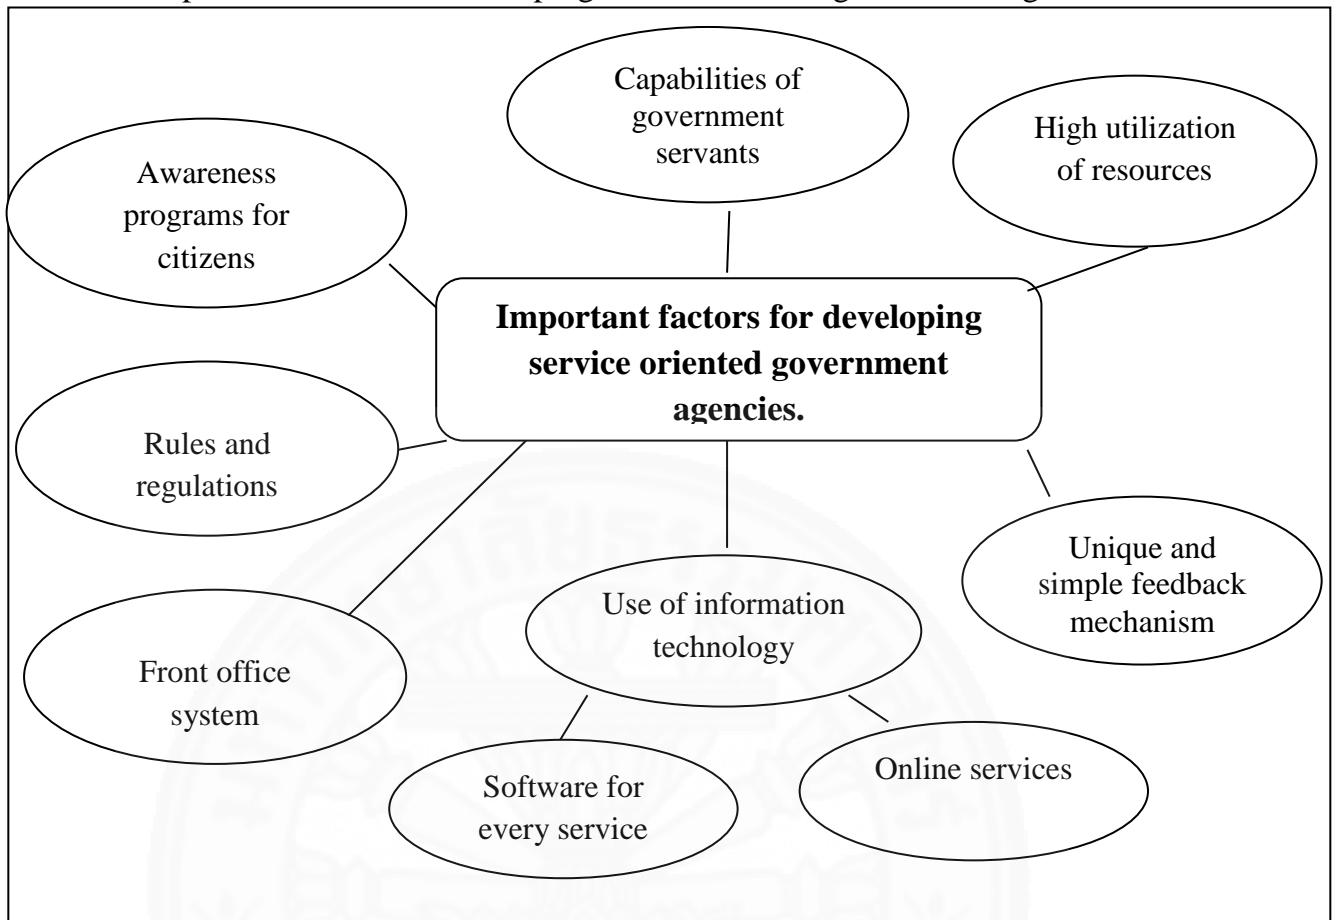 Capabilities of
government
servants
High utilization
of resources
Awareness
programs for
citizens
Important factors for developing
service oriented government
agencies.
Rules and
regulations
Unique and
simple feedback
mechanism
Use of information
technology
Front office
system
Online services
Software for
every service